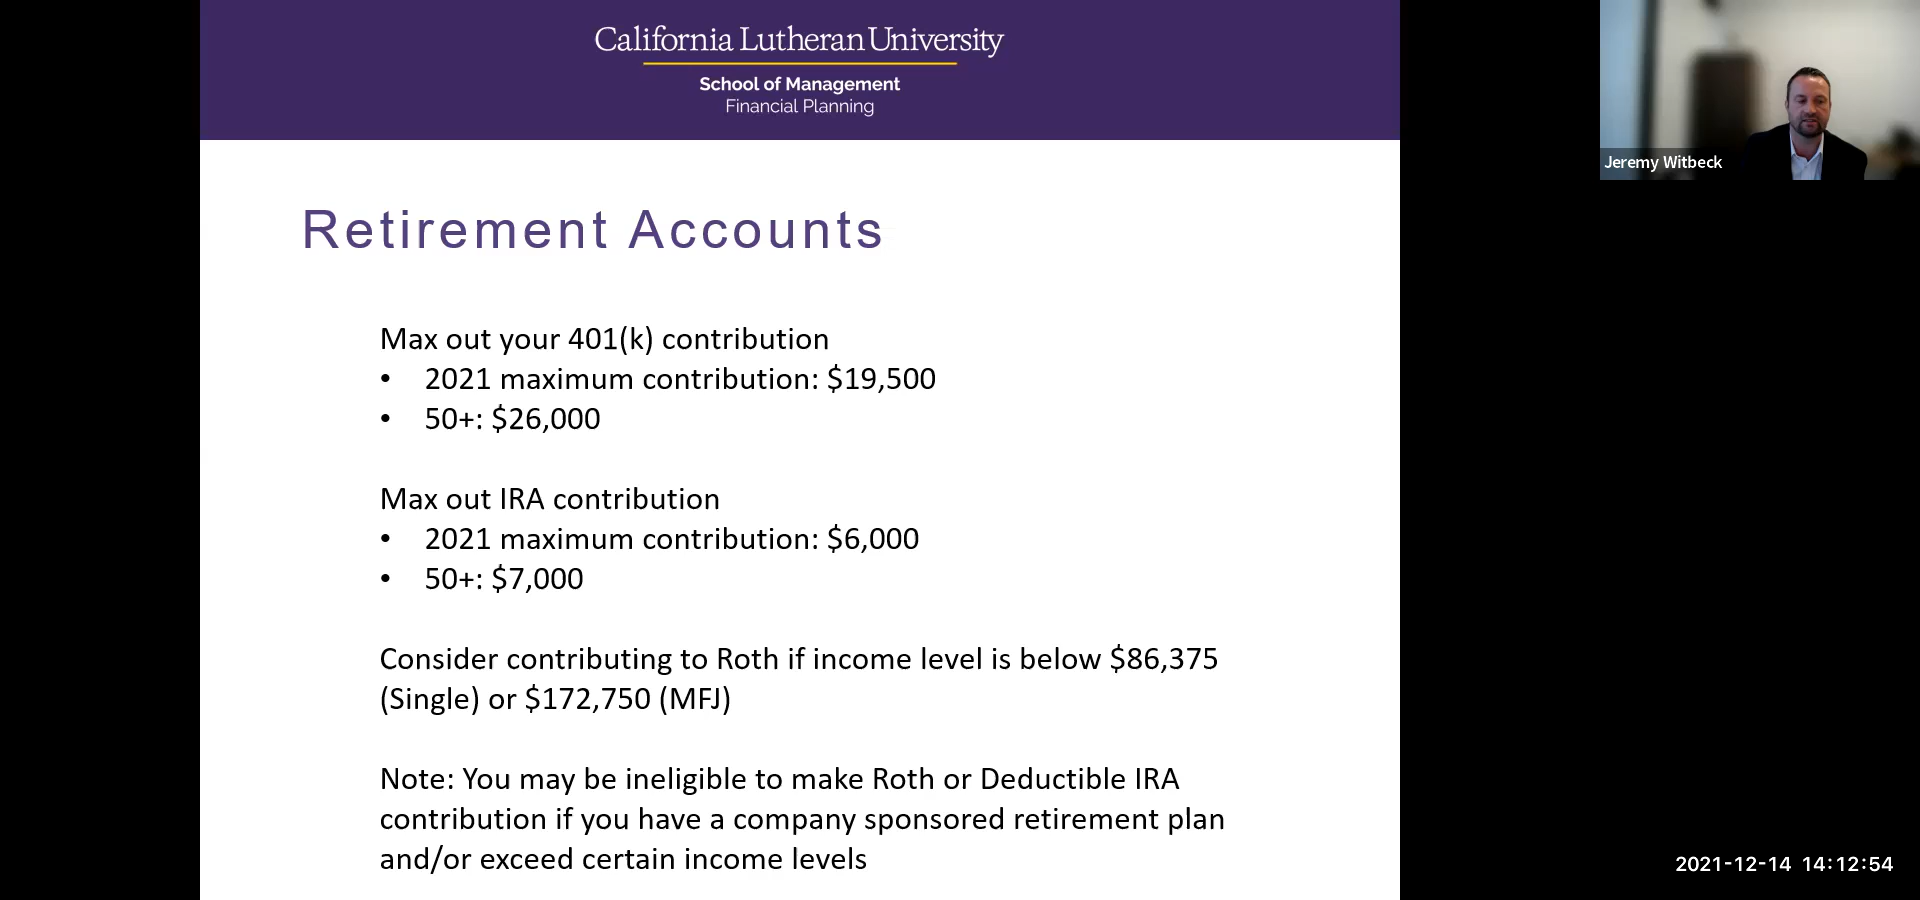 California Lutheran University
School of Management
Financial Planning
Jeremy Witbeck
Retirement Accounts
Max out your 401(k) contribution
• 2021 maximum contribution: $19,500
• 50+: $26,000
Max out IRA contribution
• 2021 maximum contribution: $6,000
• 50+: $7,000
Consider contributing to Roth if income level is below $86,375
(Single) or $172,750 (MFJ)
Note: You may be ineligible to make Roth or Deductible IRA
contribution if you have a company sponsored retirement plan
and/or exceed certain income levels
2021-12-14 14:12:54